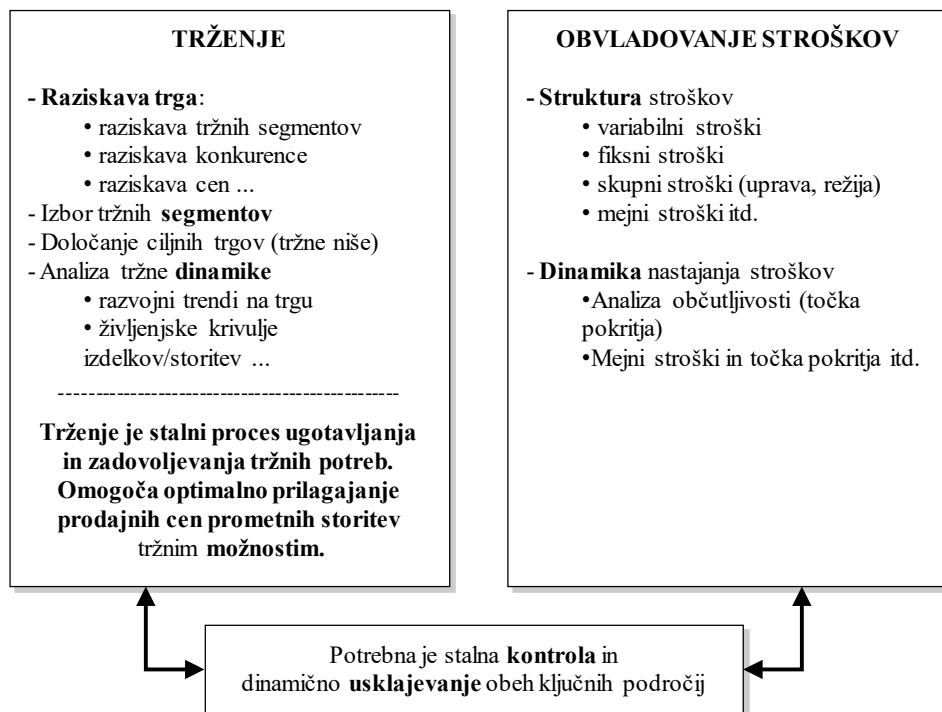 TRŽENJE
- Raziskava trga:
• raziskava tržnih segmentov
• raziskava konkurence
• raziskava cen ...
- Izbor tržnih segmentov
- Določanje ciljnih trgov (tržne niše)
- Analiza tržne dinamike
• razvojni trendi na trgu
• življenjske krivulje
izdelkov/storitev ...
------------------------------------------------
Trženje je stalni proces ugotavljanja
in zadovoljevanja tržnih potreb.
Omogoča optimalno prilagajanje
prodajnih cen prometnih storitev
tržnim možnostim.
OBVLADOVANJE STROŠKOV
- Struktura stroškov
• variabilni stroški
• fiksni stroški
• skupni stroški (uprava, režija)
• mejni stroški itd.
- Dinamika nastajanja stroškov
•Analiza občutljivosti (točka
pokritja)
•Mejni stroški in točka pokritja itd.
Potrebna je stalna kontrola in
dinamično usklajevanje obeh ključnih področij